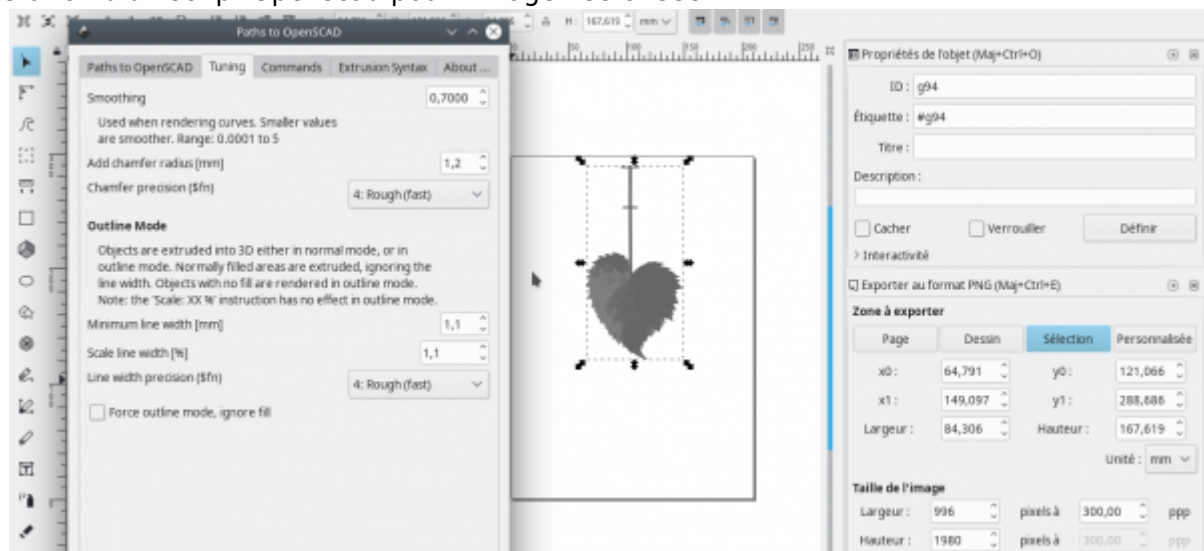 H: 167,619 mm
Paths to OpenSCAD
Paths to OpenSCAD Tuning Commands Extrusion Syntax About...
Smoothing 0,7000
Used when rendering curves. Smaller values
are smoother. Range: 0.0001 to 5
Add chamfer radius [mm] 1,2
Chamfer precision ($fn) 4: Rough (fast)
Outline Mode
Objects are extruded into 3D either in normal mode, or in
outline mode. Normally filled areas are extruded, ignoring the
line width. Objects with no fill are rendered in outline mode.
Note: the 'Scale: XX %' instruction has no effect in outline mode.
Minimum line width [mm] 1,1
Scale line width [%] 1,1
Line width precision ($fn) 4: Rough (fast)
Force outline mode, ignore fill
50 100 150 200 250
Propriétés de l'objet (Maj+Ctrl+O)
ID : g94
Étiquette : #g94
Titre :
Description :
Cacher Verrouiller Définir
> Interactivité
Exporter au format PNG (Maj+Ctrl+E)
Zone à exporter
Page Dessin Sélection Personnalisée
x0 : 64,791 y0 : 121,066
x1 : 149,097 y1 : 288,686
Largeur : 84,306 Hauteur : 167,619
Unité : mm
Taille de l'image
Largeur : 996 pixels à 300,00 ppp
Hauteur : 1980 pixels à 300,00 ppp